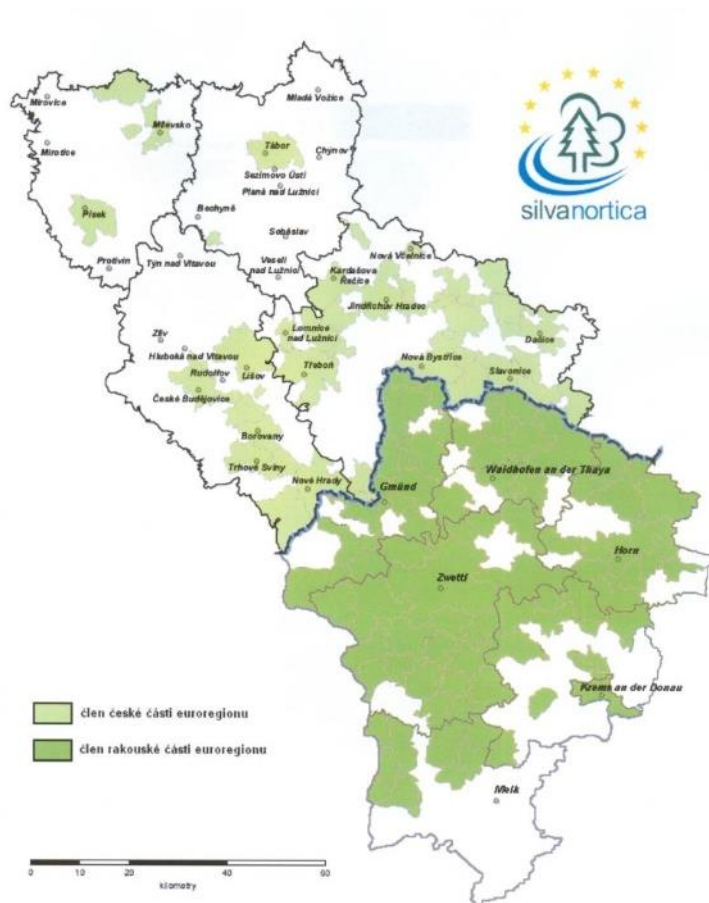 Mladá Vožice
Mirovice
Milevsko
Mirotice
Tábor
Chýnov
Sezimovo Ústí
Planá nad Lužnicí
silvanortica
Písek
Bechyně
Soběslav
Protivín
Týn nad Vltavou
Veselí
nad Lužnicí
Nová Včelnice
Kardašova
Řečice
Jindřichův Hradec
Lomnice
nad Lužnicí
Dačice
Zliv
Hluboká nad Vltavou
Rudolfov
Lišov
Třeboň
Nová Bystřice
Slavonice
České Budějovice
Borovany
Trhové Sviny
Nové Hrady
Gmünd
Waidhofen an der Thaya
Horn
Zwettl
Krems an der Donau
člen české části euroregionu
člen rakouské části euroregionu
Melk
0 10 20 40 60
kilometry